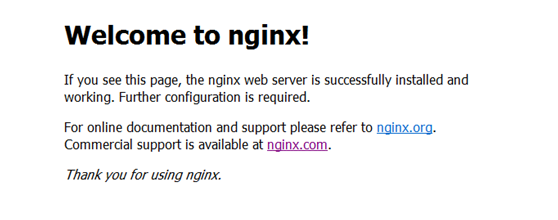 Welcome to nginx!
If you see this page, the nginx web server is successfully installed and
working. Further configuration is required.
For online documentation and support please refer to nginx.org.
Commercial support is available at nginx.com.
Thank you for using nginx.